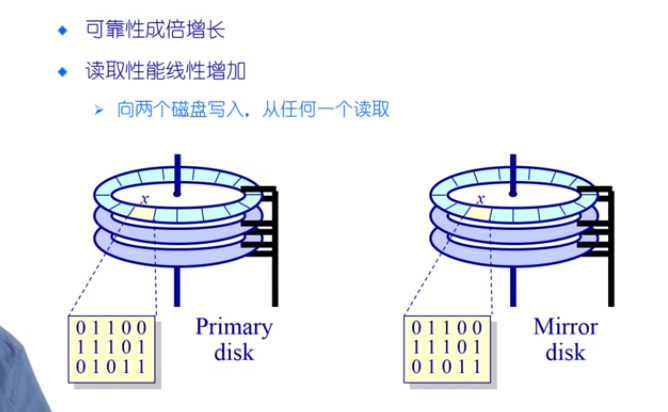 可靠性成倍增长
读取性能线性增加
向两个磁盘写入，从任何一个读取
x
x
0 1 1 0 0
1 1 1 0 1
0 1 0 1 1
Primary
disk
0 1 1 0 0
1 1 1 0 1
0 1 0 1 1
Mirror
disk